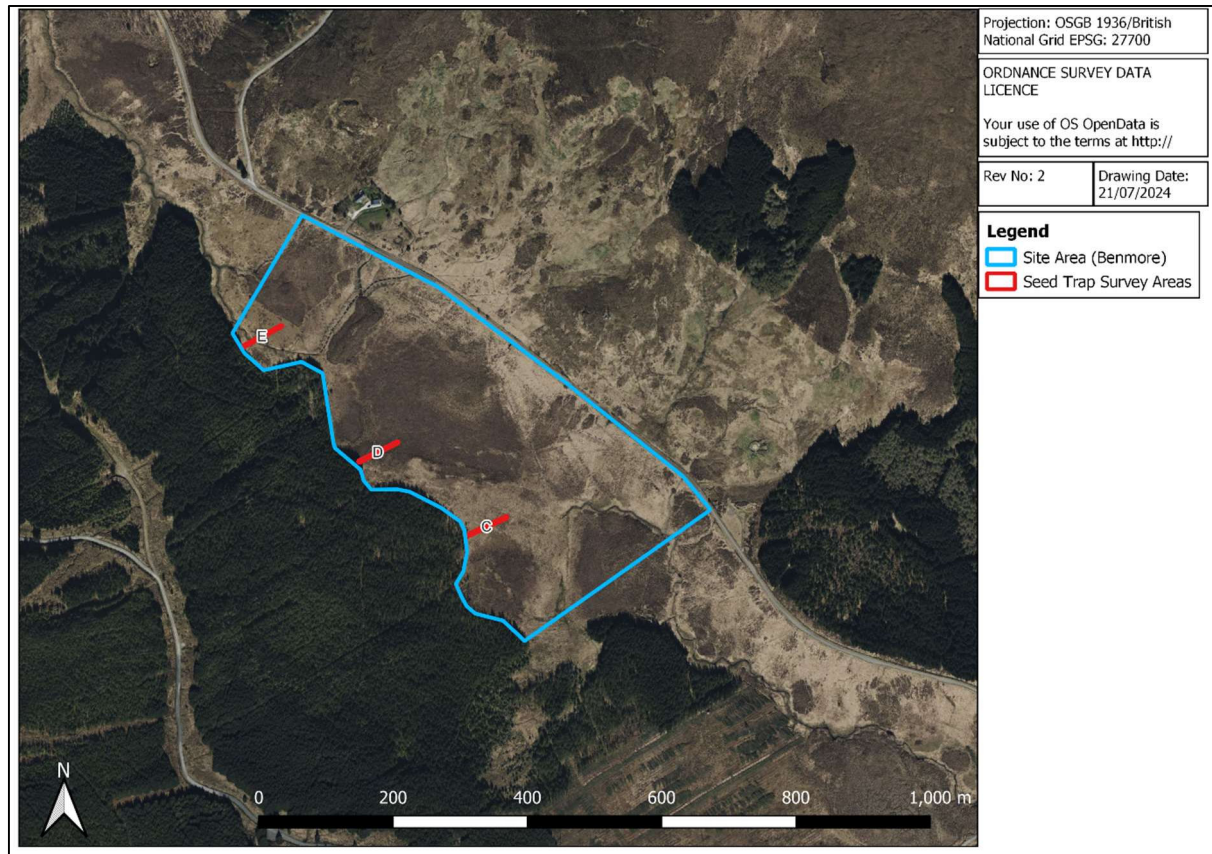 Projection: OSGB 1936/British
National Grid EPSG: 27700
ORDNANCE SURVEY DATA
LICENCE
Your use of OS OpenData is
subject to the terms at http://
Rev No: 2
Drawing Date:
21/07/2024
Legend
Site Area (Benmore)
Seed Trap Survey Areas
E
D
C
N
0 200 400 600 800 1,000 m